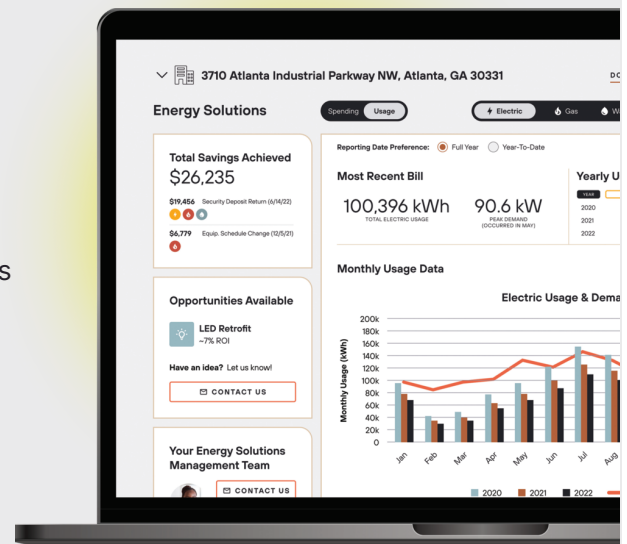 s
3710 Atlanta Industrial Parkway NW, Atlanta, GA 30331
Energy Solutions
Spending Usage
Electric Gas
Total Savings Achieved
$26,235
$19,456 Security Deposit Return (6/14/22)
$6,779 Equip. Schedule Change (12/5/21)
Opportunities Available
LED Retrofit
~7% ROI
Have an idea? Let us know!
CONTACT US
Your Energy Solutions
Management Team
CONTACT US
Reporting Date Preference: Full Year Year-To-Date
Most Recent Bill
100,396 kWh
TOTAL ELECTRIC USAGE
90.6 kW
PEAK DEMAND
(OCCURRED IN MAY)
Yearly U
YEAR
2020
2021
2022
Monthly Usage Data
Electric Usage & Dema
Monthly Usage (kWh)
200k
180k
160k
140k
120k
100k
80k
60k
40k
20k
0
Jan Feb Mar Apr May Jun Jul Aug
2020 2021 2022